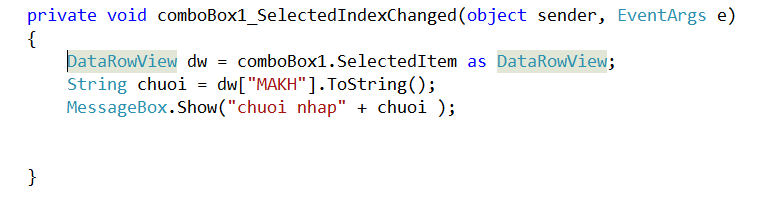 private void comboBox1_SelectedIndexChanged(object sender, EventArgs e)
{
DataRowView dw = comboBox1.SelectedItem as DataRowView;
String chuoi = dw["MAKH"].ToString();
MessageBox.Show("chuoi nhap" + chuoi );
}